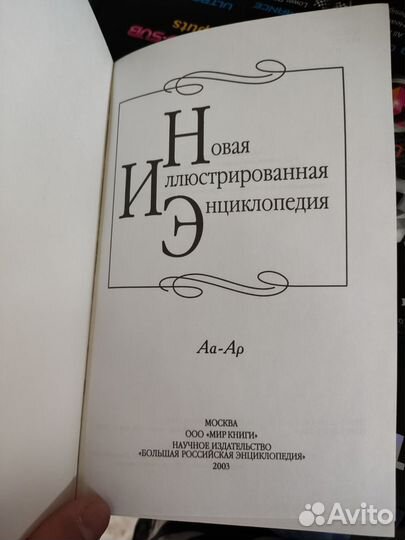 Новая
Иллюстрированная
Энциклопедия
Аа-Ар
МОСКВА
ООО «МИР КНИГИ»
НАУЧНОЕ ИЗДАТЕЛЬСТВО
«БОЛЬШАЯ РОССИЙСКАЯ ЭНЦИКЛОПЕДИЯ»
2003
Avito